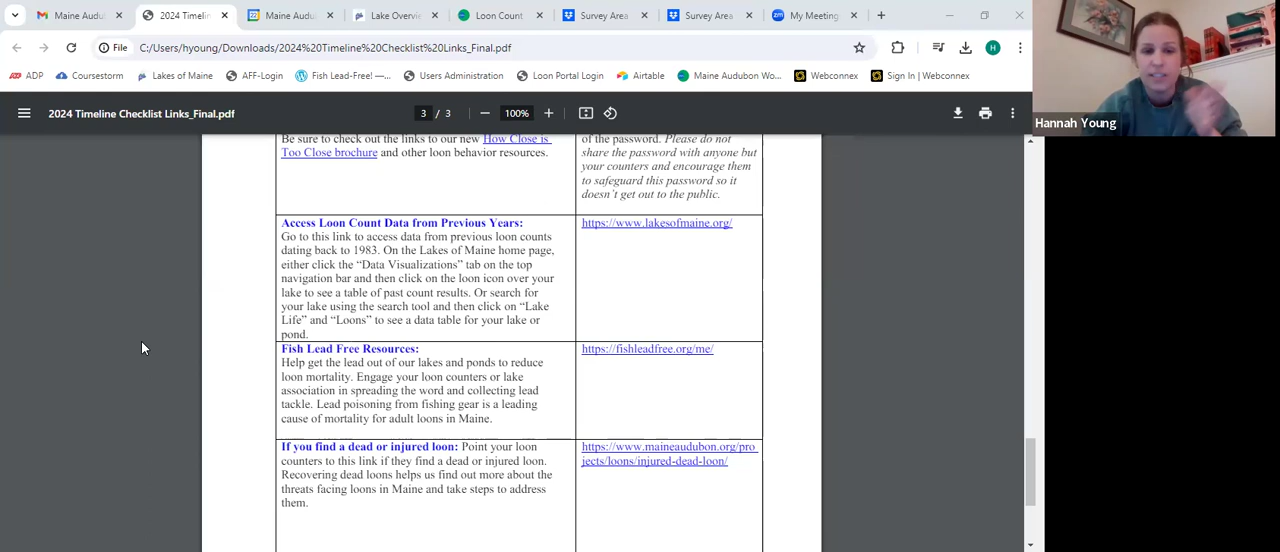 Maine Aud
2024 Timelin
Maine Audu
Lake Overvi
Loon Count
Survey Area
Survey Area
My Meeting
File
C:/Users/hyoung/Downloads/2024%20Timeline%20Checklist%20Links_Final.pdf
H
ADP
Coursestorm
Lakes of Maine
AFF-Login
Fish Lead-Free! —...
Users Administration
Loon Portal Login
Airtable
Maine Audubon Wo...
Webconnex
Sign In | Webconnex
2024 Timeline Checklist Links_Final.pdf
3 / 3
100%
Hannah Young
Be sure to check out the links to our new How Close is
Too Close brochure and other loon behavior resources.
of the password. Please do not
share the password with anyone but
your counters and encourage them
to safeguard this password so it
doesn't get out to the public.
Access Loon Count Data from Previous Years:
Go to this link to access data from previous loon counts
dating back to 1983. On the Lakes of Maine home page,
either click the “Data Visualizations” tab on the top
navigation bar and then click on the loon icon over your
lake to see a table of past count results. Or search for
your lake using the search tool and then click on “Lake
Life” and “Loons” to see a data table for your lake or
pond.
https://www.lakesofmaine.org/
Fish Lead Free Resources:
Help get the lead out of our lakes and ponds to reduce
loon mortality. Engage your loon counters or lake
association in spreading the word and collecting lead
tackle. Lead poisoning from fishing gear is a leading
cause of mortality for adult loons in Maine.
https://fishleadfree.org/me/
If you find a dead or injured loon: Point your loon
counters to this link if they find a dead or injured loon.
Recovering dead loons helps us find out more about the
threats facing loons in Maine and take steps to address
them.
https://www.maineaudubon.org/pro
jects/loons/injured-dead-loon/